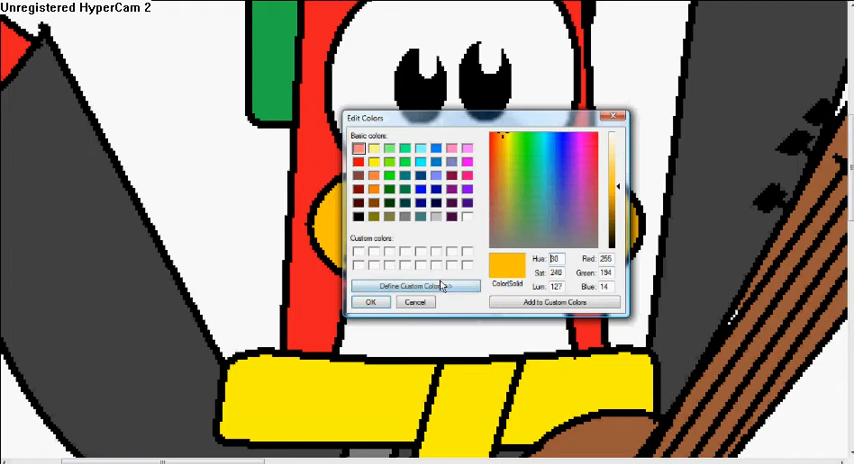 Unregistered HyperCam 2
Edit Colors
Basic colors:
Custom colors:
Define Custom Colors >>
OK Cancel
Color|Solid
Hue: 30 Red: 255
Sat: 240 Green: 194
Lum: 127 Blue: 14
Add to Custom Colors